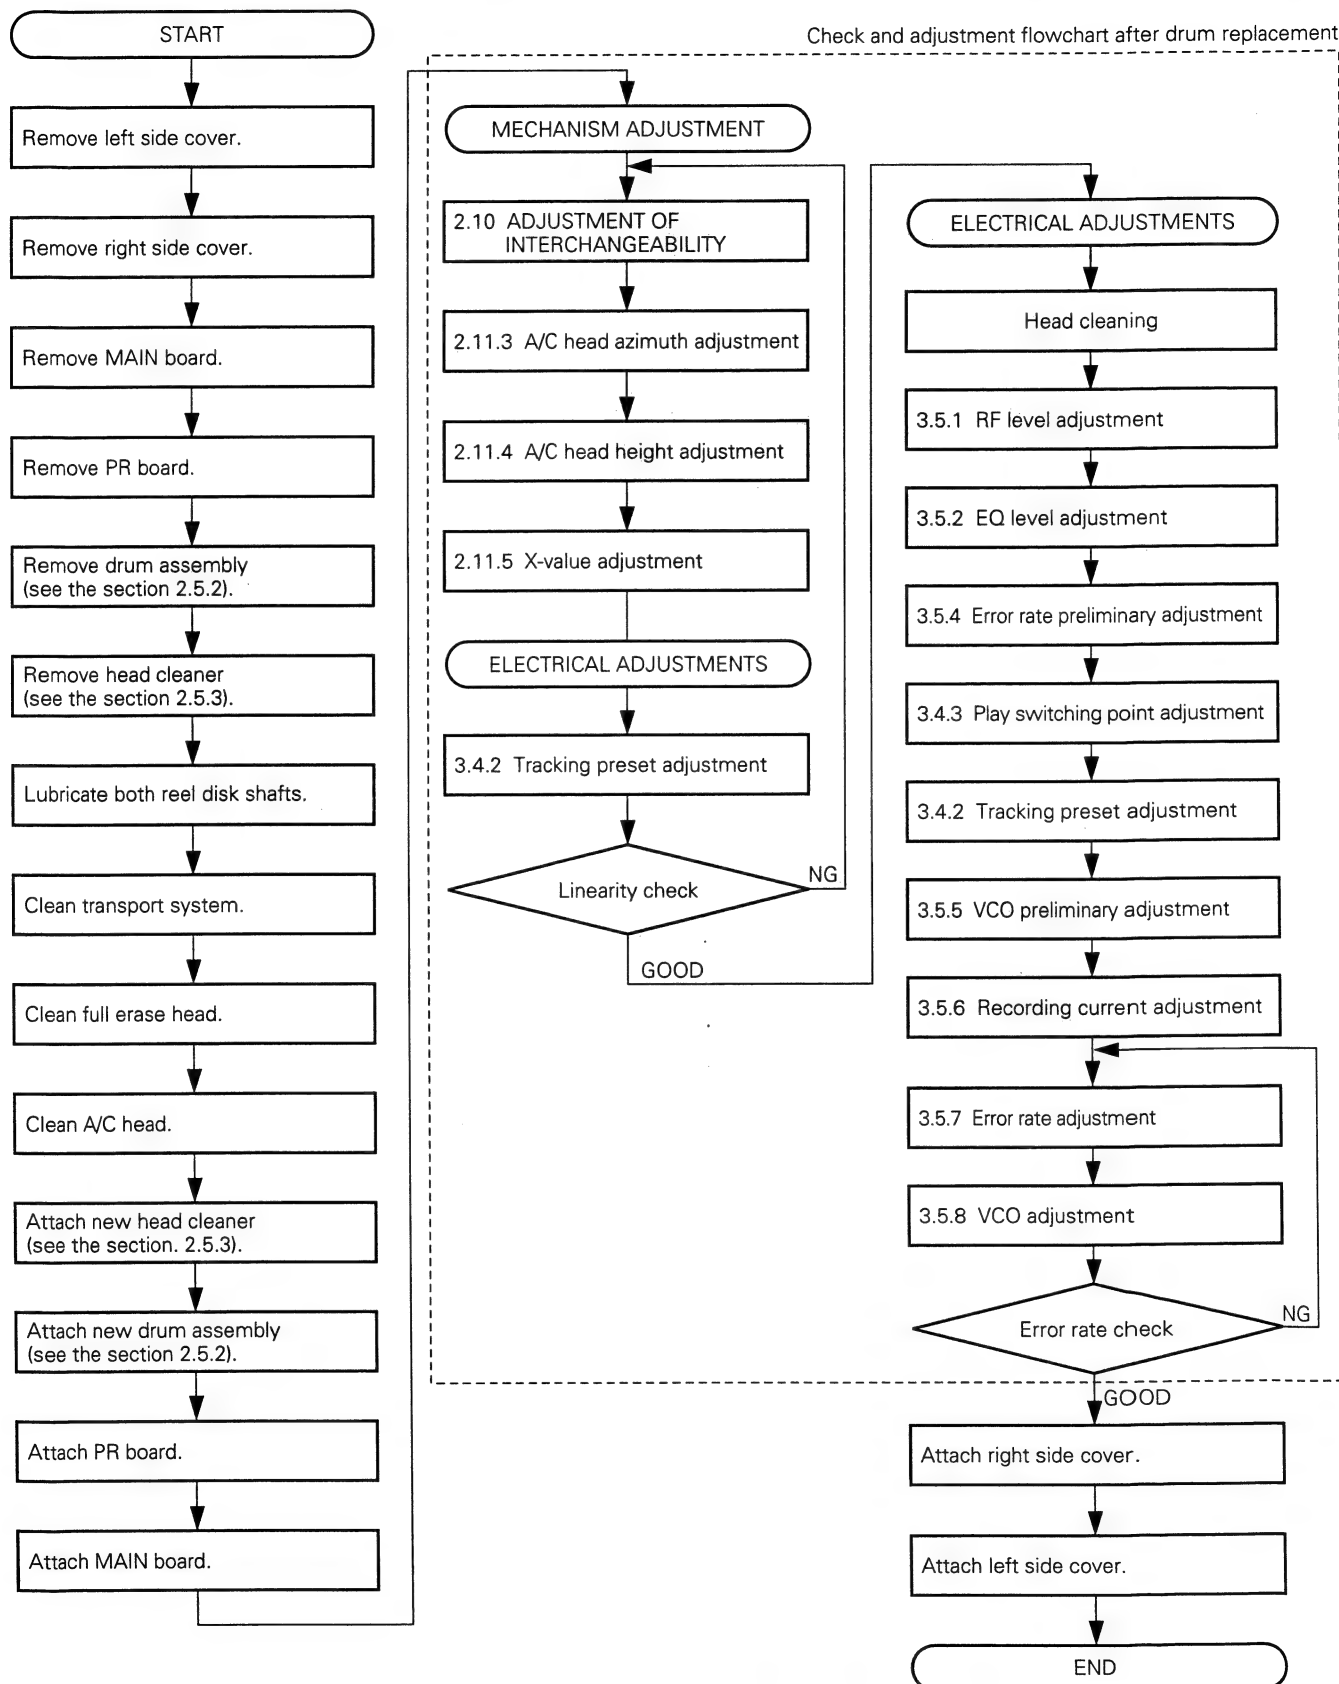 START
Remove left side cover.
Remove right side cover.
Remove MAIN board.
Remove PR board.
Remove drum assembly
(see the section 2.5.2).
Remove head cleaner
(see the section 2.5.3).
Lubricate both reel disk shafts.
Clean transport system.
Clean full erase head.
Clean A/C head.
Attach new head cleaner
(see the section. 2.5.3).
Attach new drum assembly
(see the section 2.5.2).
Attach PR board.
Attach MAIN board.
Check and adjustment flowchart after drum replacement
MECHANISM ADJUSTMENT
2.10 ADJUSTMENT OF
INTERCHANGEABILITY
2.11.3 A/C head azimuth adjustment
2.11.4 A/C head height adjustment
2.11.5 X-value adjustment
ELECTRICAL ADJUSTMENTS
3.4.2 Tracking preset adjustment
Linearity check
NG
GOOD
ELECTRICAL ADJUSTMENTS
Head cleaning
3.5.1 RF level adjustment
3.5.2 EQ level adjustment
3.5.4 Error rate preliminary adjustment
3.4.3 Play switching point adjustment
3.4.2 Tracking preset adjustment
3.5.5 VCO preliminary adjustment
3.5.6 Recording current adjustment
3.5.7 Error rate adjustment
3.5.8 VCO adjustment
Error rate check
NG
GOOD
Attach right side cover.
Attach left side cover.
END